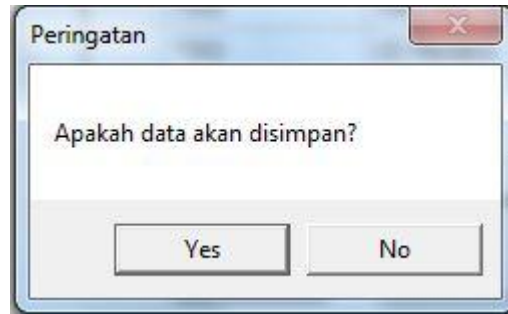 Peringatan
Apakah data akan disimpan?
Yes No